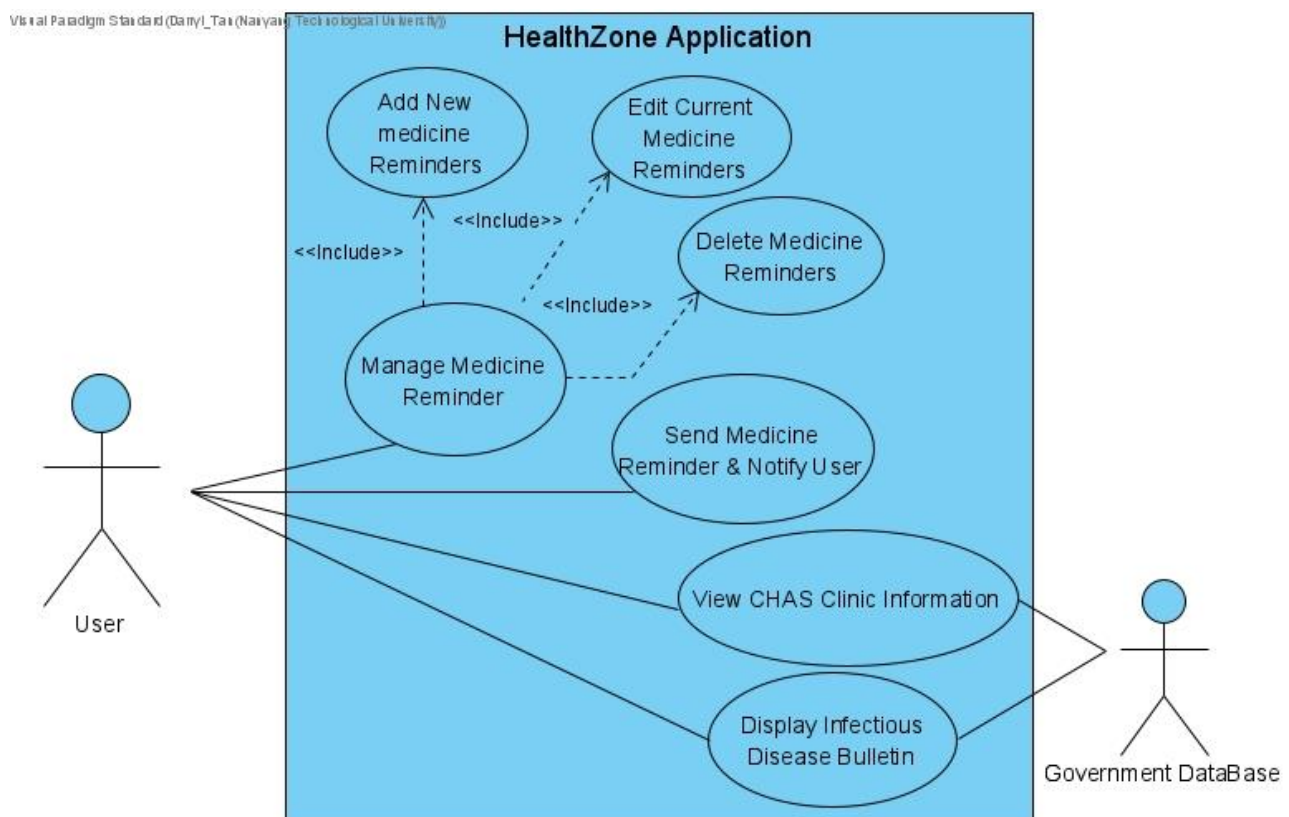 Visual Paradigm Standard (Darryl_Tan (Nanyang Technological University))
HealthZone Application
Add New
medicine
Reminders
Edit Current
Medicine
Reminders
<<Include>>
<<Include>>
Delete Medicine
Reminders
<<Include>>
Manage Medicine
Reminder
Send Medicine
Reminder & Notify User
View CHAS Clinic Information
User
Display Infectious
Disease Bulletin
Government DataBase